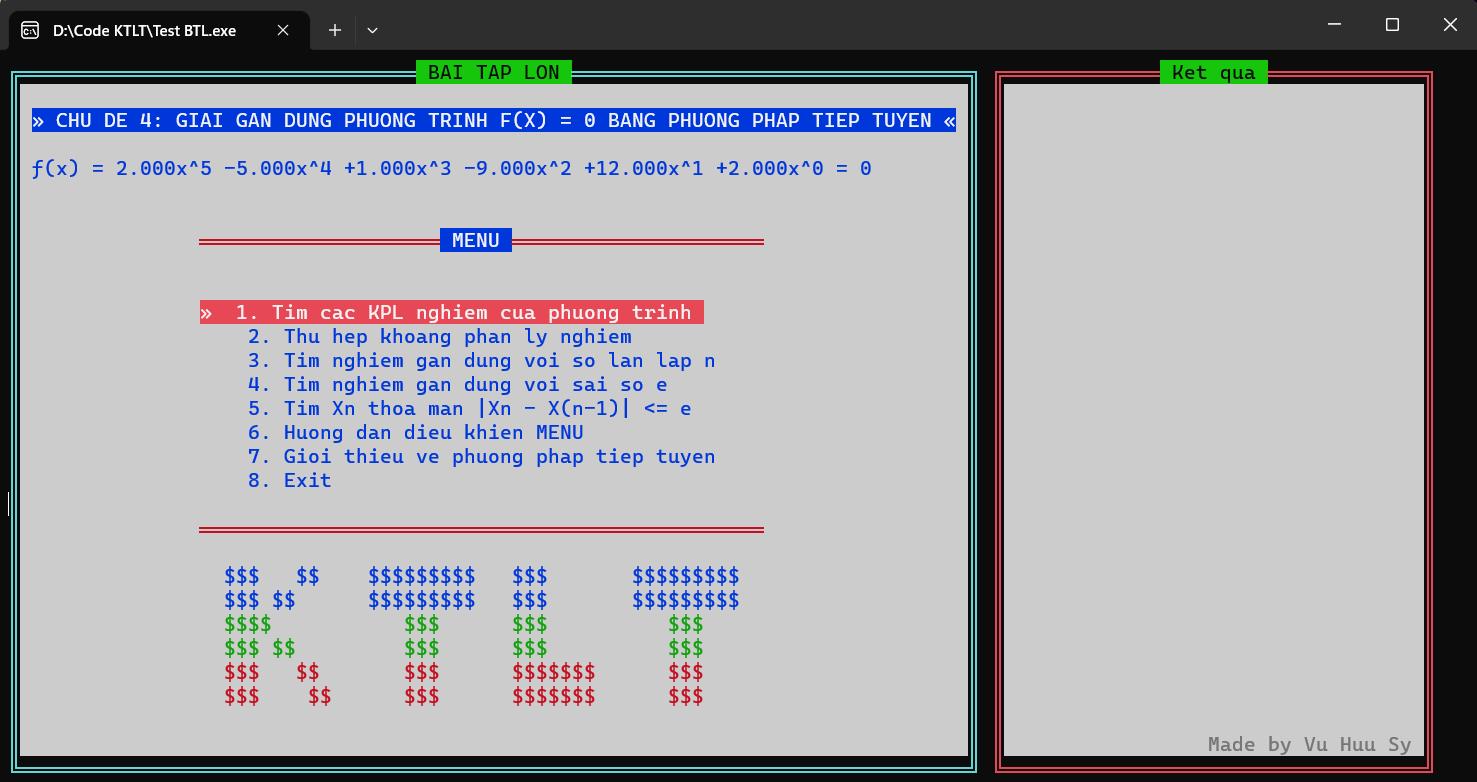 D:\Code KTLT\Test BTL.exe
BAI TAP LON
» CHU DE 4: GIAI GAN DUNG PHUONG TRINH F(X) = 0 BANG PHUONG PHAP TIEP TUYEN «
ƒ(x) = 2.000x^5 -5.000x^4 +1.000x^3 -9.000x^2 +12.000x^1 +2.000x^0 = 0
MENU
» 1. Tim cac KPL nghiem cua phuong trinh
2. Thu hep khoang phan ly nghiem
3. Tim nghiem gan dung voi so lan lap n
4. Tim nghiem gan dung voi sai so e
5. Tim Xn thoa man |Xn - X(n-1)| <= e
6. Huong dan dieu khien MENU
7. Gioi thieu ve phuong phap tiep tuyen
8. Exit
$$$   $$    $$$$$$$$$   $$$       $$$$$$$$$
$$$ $$      $$$$$$$$$   $$$       $$$$$$$$$
$$$$           $$$      $$$          $$$
$$$ $$         $$$      $$$          $$$
$$$   $$       $$$      $$$$$$$      $$$
$$$    $$      $$$      $$$$$$$      $$$
Ket qua
Made by Vu Huu Sy